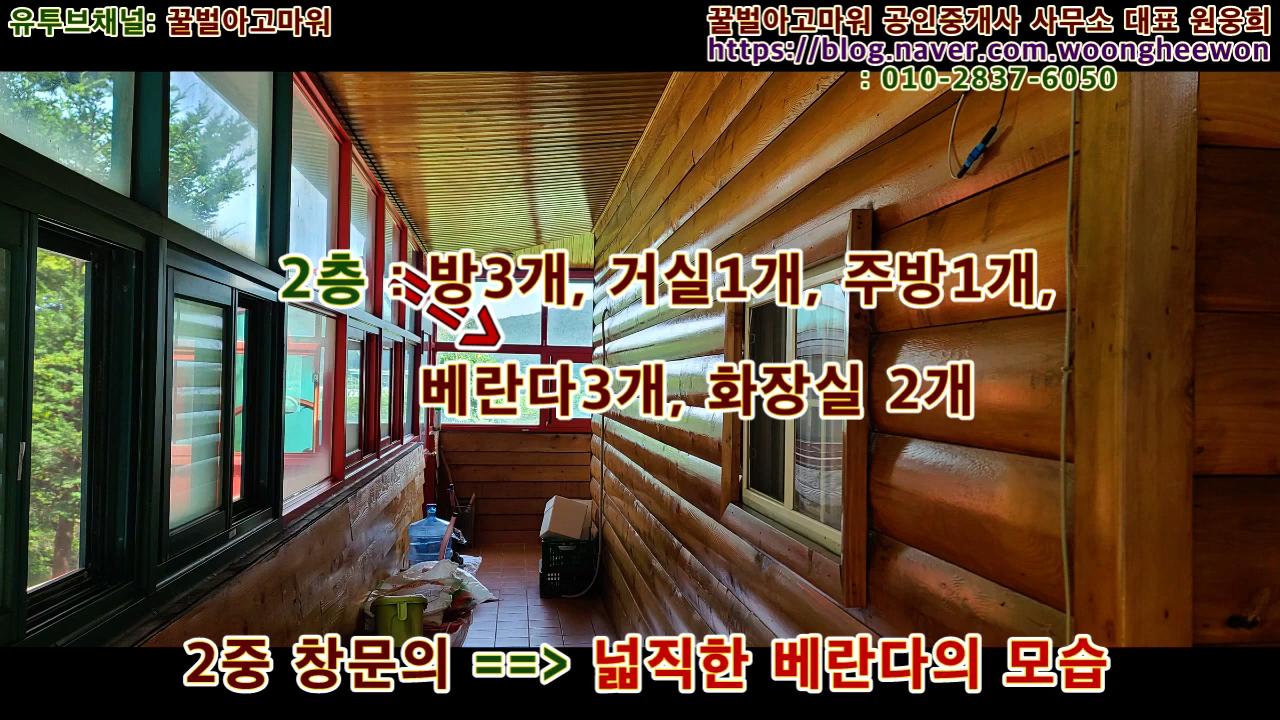 유투브채널: 꿀벌아고마워
꿀벌아고마워 공인중개사 사무소 대표 원웅희
https://blog.naver.com.woongheewon
: 010-2837-6050
2층 : 방3개, 거실1개, 주방1개,
베란다3개, 화장실 2개
2중 창문의 ==> 넓직한 베란다의 모습